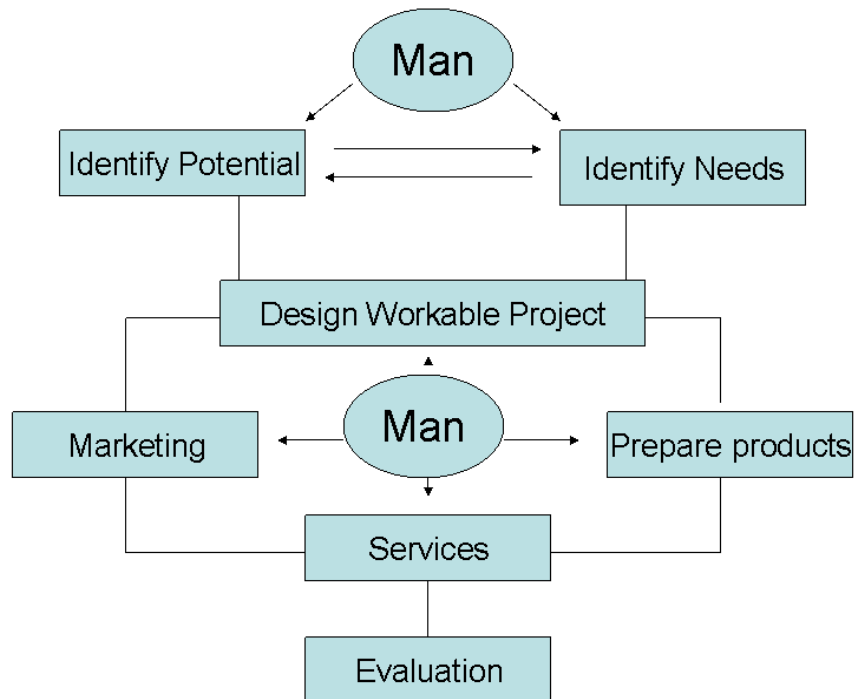 Man
Identify Potential
Identify Needs
Design Workable Project
Man
Marketing
Prepare products
Services
Evaluation